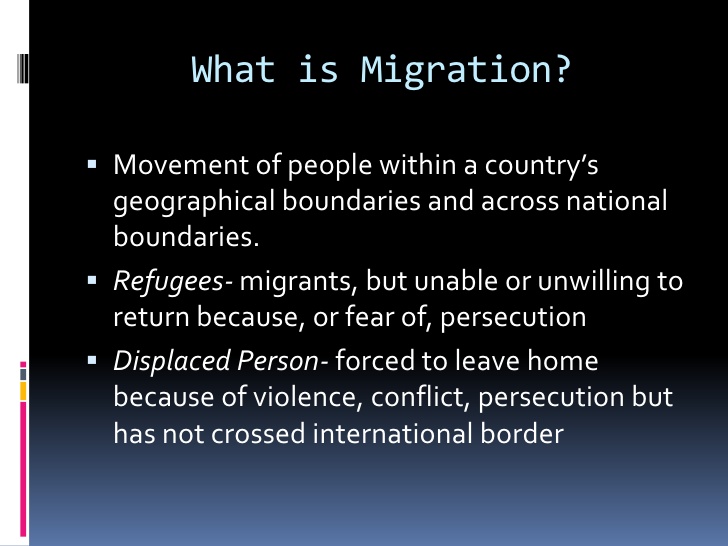 What is Migration?
▪ Movement of people within a country’s
geographical boundaries and across national
boundaries.
▪ Refugees- migrants, but unable or unwilling to
return because, or fear of, persecution
▪ Displaced Person- forced to leave home
because of violence, conflict, persecution but
has not crossed international border